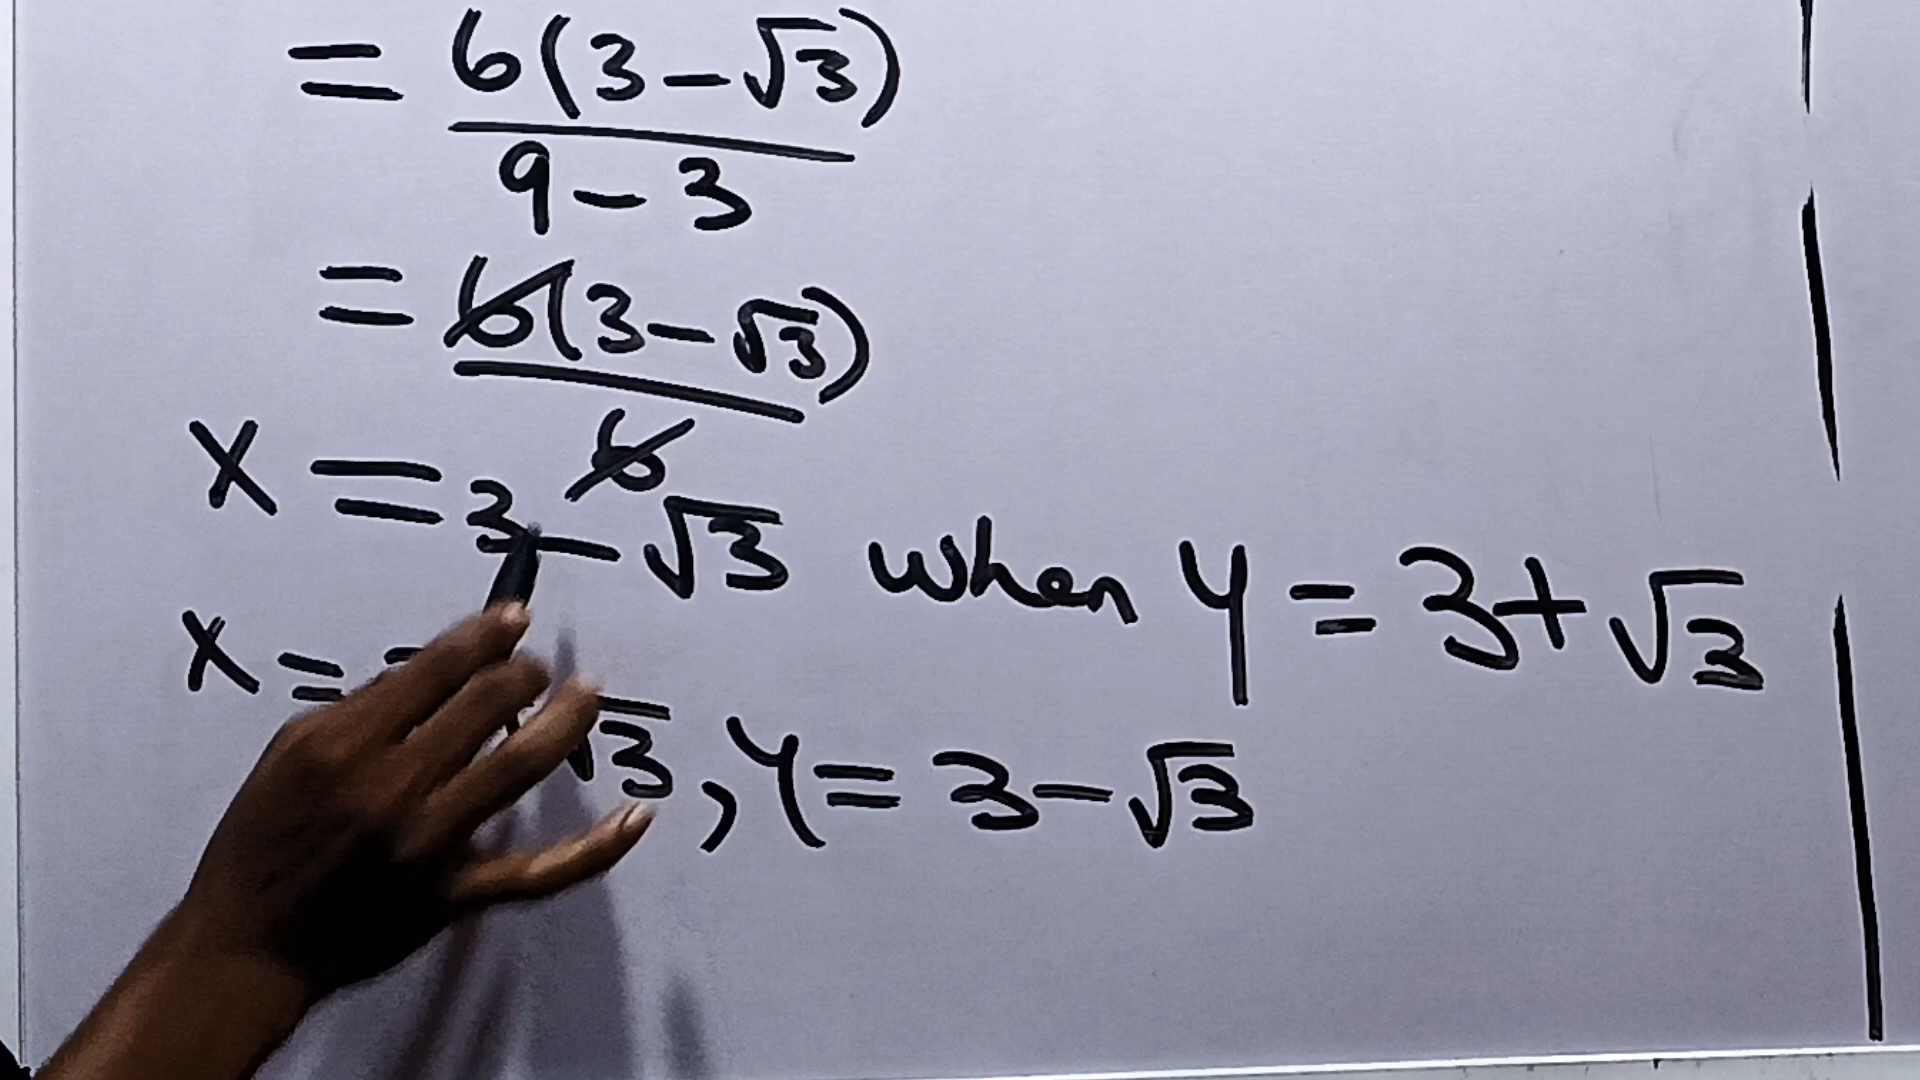 = 6(3-√3)
9-3
= 6(3-√3)
6
x = 3-√3 when y = 3+√3
x = √3, y = 3-√3